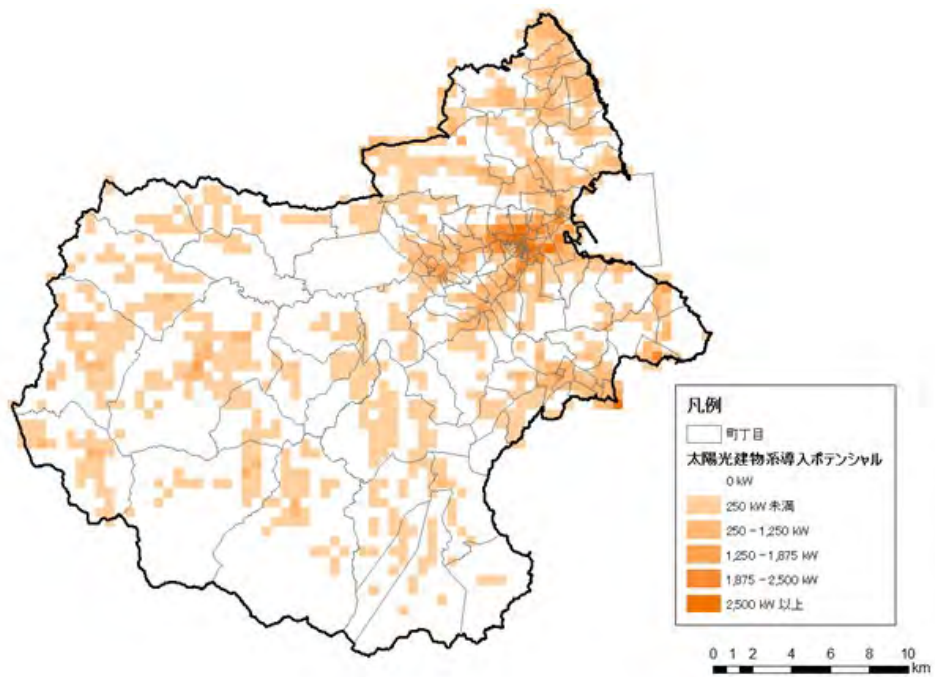 凡例
町丁目
太陽光建物系導入ポテンシャル
0 kW
250 kW 未満
250 - 1,250 kW
1,250 - 1,875 kW
1,875 - 2,500 kW
2,500 kW 以上
0 1 2 4 6 8 10
km